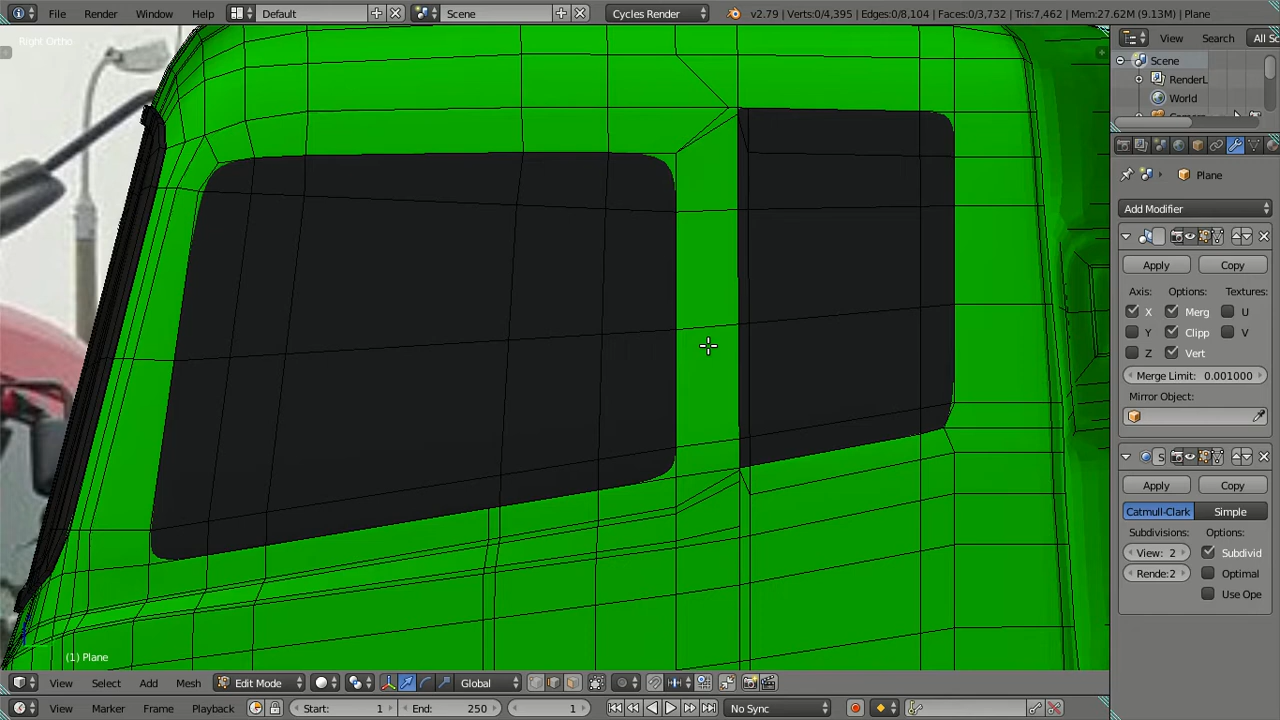 File Render Window Help Default Scene Cycles Render v2.79 | Verts:0/4,395 | Edges:0/8,104 | Faces:0/3,732 | Tris:7,462 | Mem:27.62M (9.13M) | Plane
Right Ortho
View Search All Sc
Scene
RenderL
World
Plane
Add Modifier
Apply Copy
Axis: Options: Textures:
X Merg U
Y Clipp V
Z Vert
Merge Limit: 0.001000
Mirror Object:
S
Apply Copy
Catmull-Clark Simple
Subdivisions: Options:
View: 2 Subdivid
Rende:2 Optimal
Use Ope
(1) Plane
View Select Add Mesh Edit Mode Global
View Marker Frame Playback Start: 1 End: 250 1 No Sync